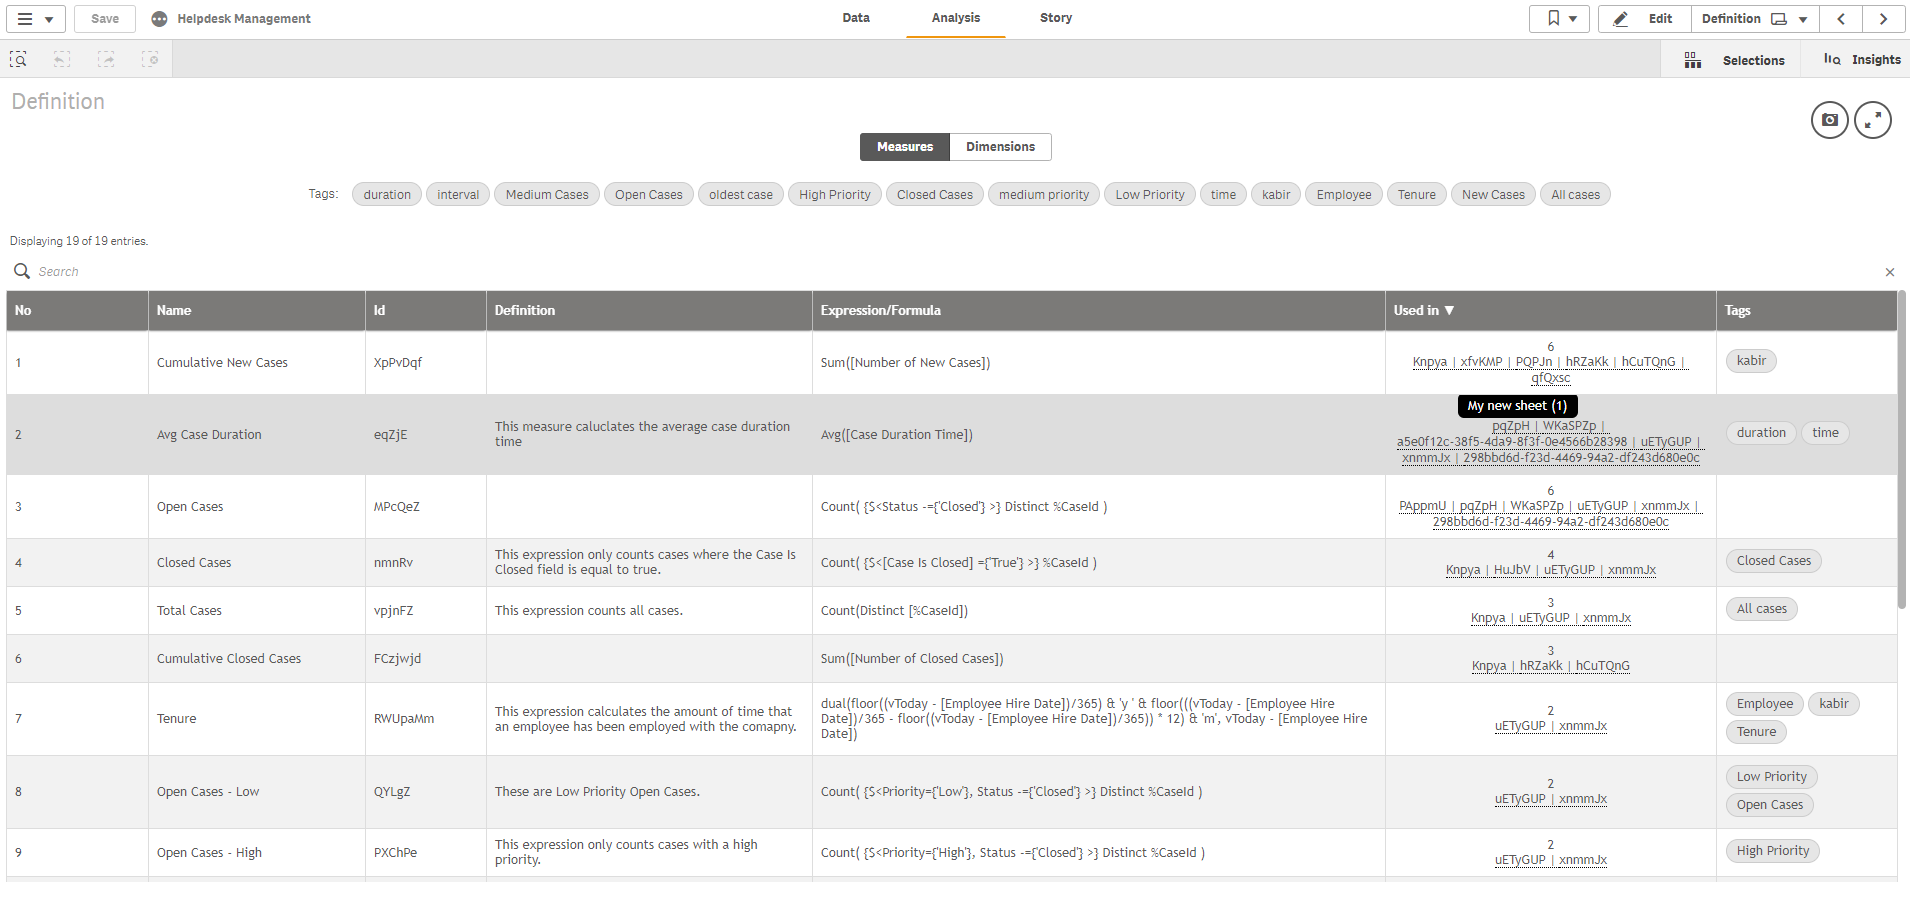 Save Helpdesk Management Data Analysis Story Edit Definition
Selections Insights
Definition
Measures Dimensions
Tags: duration interval Medium Cases Open Cases oldest case High Priority Closed Cases medium priority Low Priority time kabir Employee Tenure New Cases All cases
Displaying 19 of 19 entries.
Search ×
No Name Id Definition Expression/Formula Used in ▼ Tags
1 Cumulative New Cases XpPvDqf Sum([Number of New Cases]) 6
Knpya | xfvKMP | PQPJn | hRZaKk | hCuTQnG |
qfQxsc
kabir
My new sheet (1)
2 Avg Case Duration eqZjE This measure caluclates the average case duration
time
Avg([Case Duration Time])
pqZpH | WKaSPZp |
a5e0f12c-38f5-4da9-8f3f-0e4566b28398 | uETyGUP |
xnmmJx | 298bbd6d-f23d-4469-94a2-df243d680e0c
duration time
3 Open Cases MPcQeZ Count( {$<Status -={'Closed'} >} Distinct %CaseId ) 6
PAppmU | pqZpH | WKaSPZp | uETyGUP | xnmmJx |
298bbd6d-f23d-4469-94a2-df243d680e0c
4 Closed Cases nmnRv This expression only counts cases where the Case Is
Closed field is equal to true.
Count( {$<[Case Is Closed] ={'True'} >} %CaseId )
4
Knpya | HuJbV | uETyGUP | xnmmJx
Closed Cases
5 Total Cases vpjnFZ This expression counts all cases. Count(Distinct [%CaseId]) 3
Knpya | uETyGUP | xnmmJx
All cases
6 Cumulative Closed Cases FCzjwjd Sum([Number of Closed Cases]) 3
Knpya | hRZaKk | hCuTQnG
7 Tenure RWUpaMm This expression calculates the amount of time that
an employee has been employed with the comapny.
dual(floor((vToday - [Employee Hire Date])/365) & 'y ' & floor(((vToday - [Employee Hire
Date])/365 - floor((vToday - [Employee Hire Date])/365)) * 12) & 'm', vToday - [Employee Hire
Date])
2
uETyGUP | xnmmJx
Employee kabir
Tenure
8 Open Cases - Low QYLgZ These are Low Priority Open Cases. Count( {$<Priority={'Low'}, Status -={'Closed'} >} Distinct %CaseId ) 2
uETyGUP | xnmmJx
Low Priority
Open Cases
9 Open Cases - High PXChPe This expression only counts cases with a high
priority.
Count( {$<Priority={'High'}, Status -={'Closed'} >} Distinct %CaseId )
2
uETyGUP | xnmmJx
High Priority